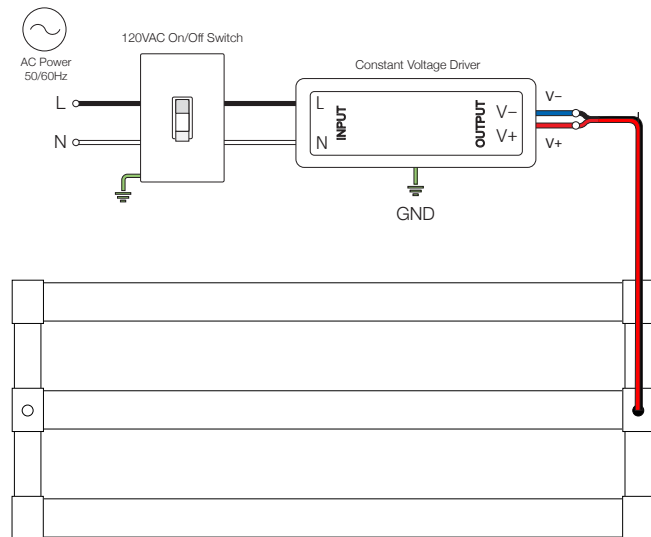 120VAC On/Off Switch
AC Power
50/60Hz
Constant Voltage Driver
L
N
L
N
INPUT
OUTPUT
V−
V+
V−
V+
GND